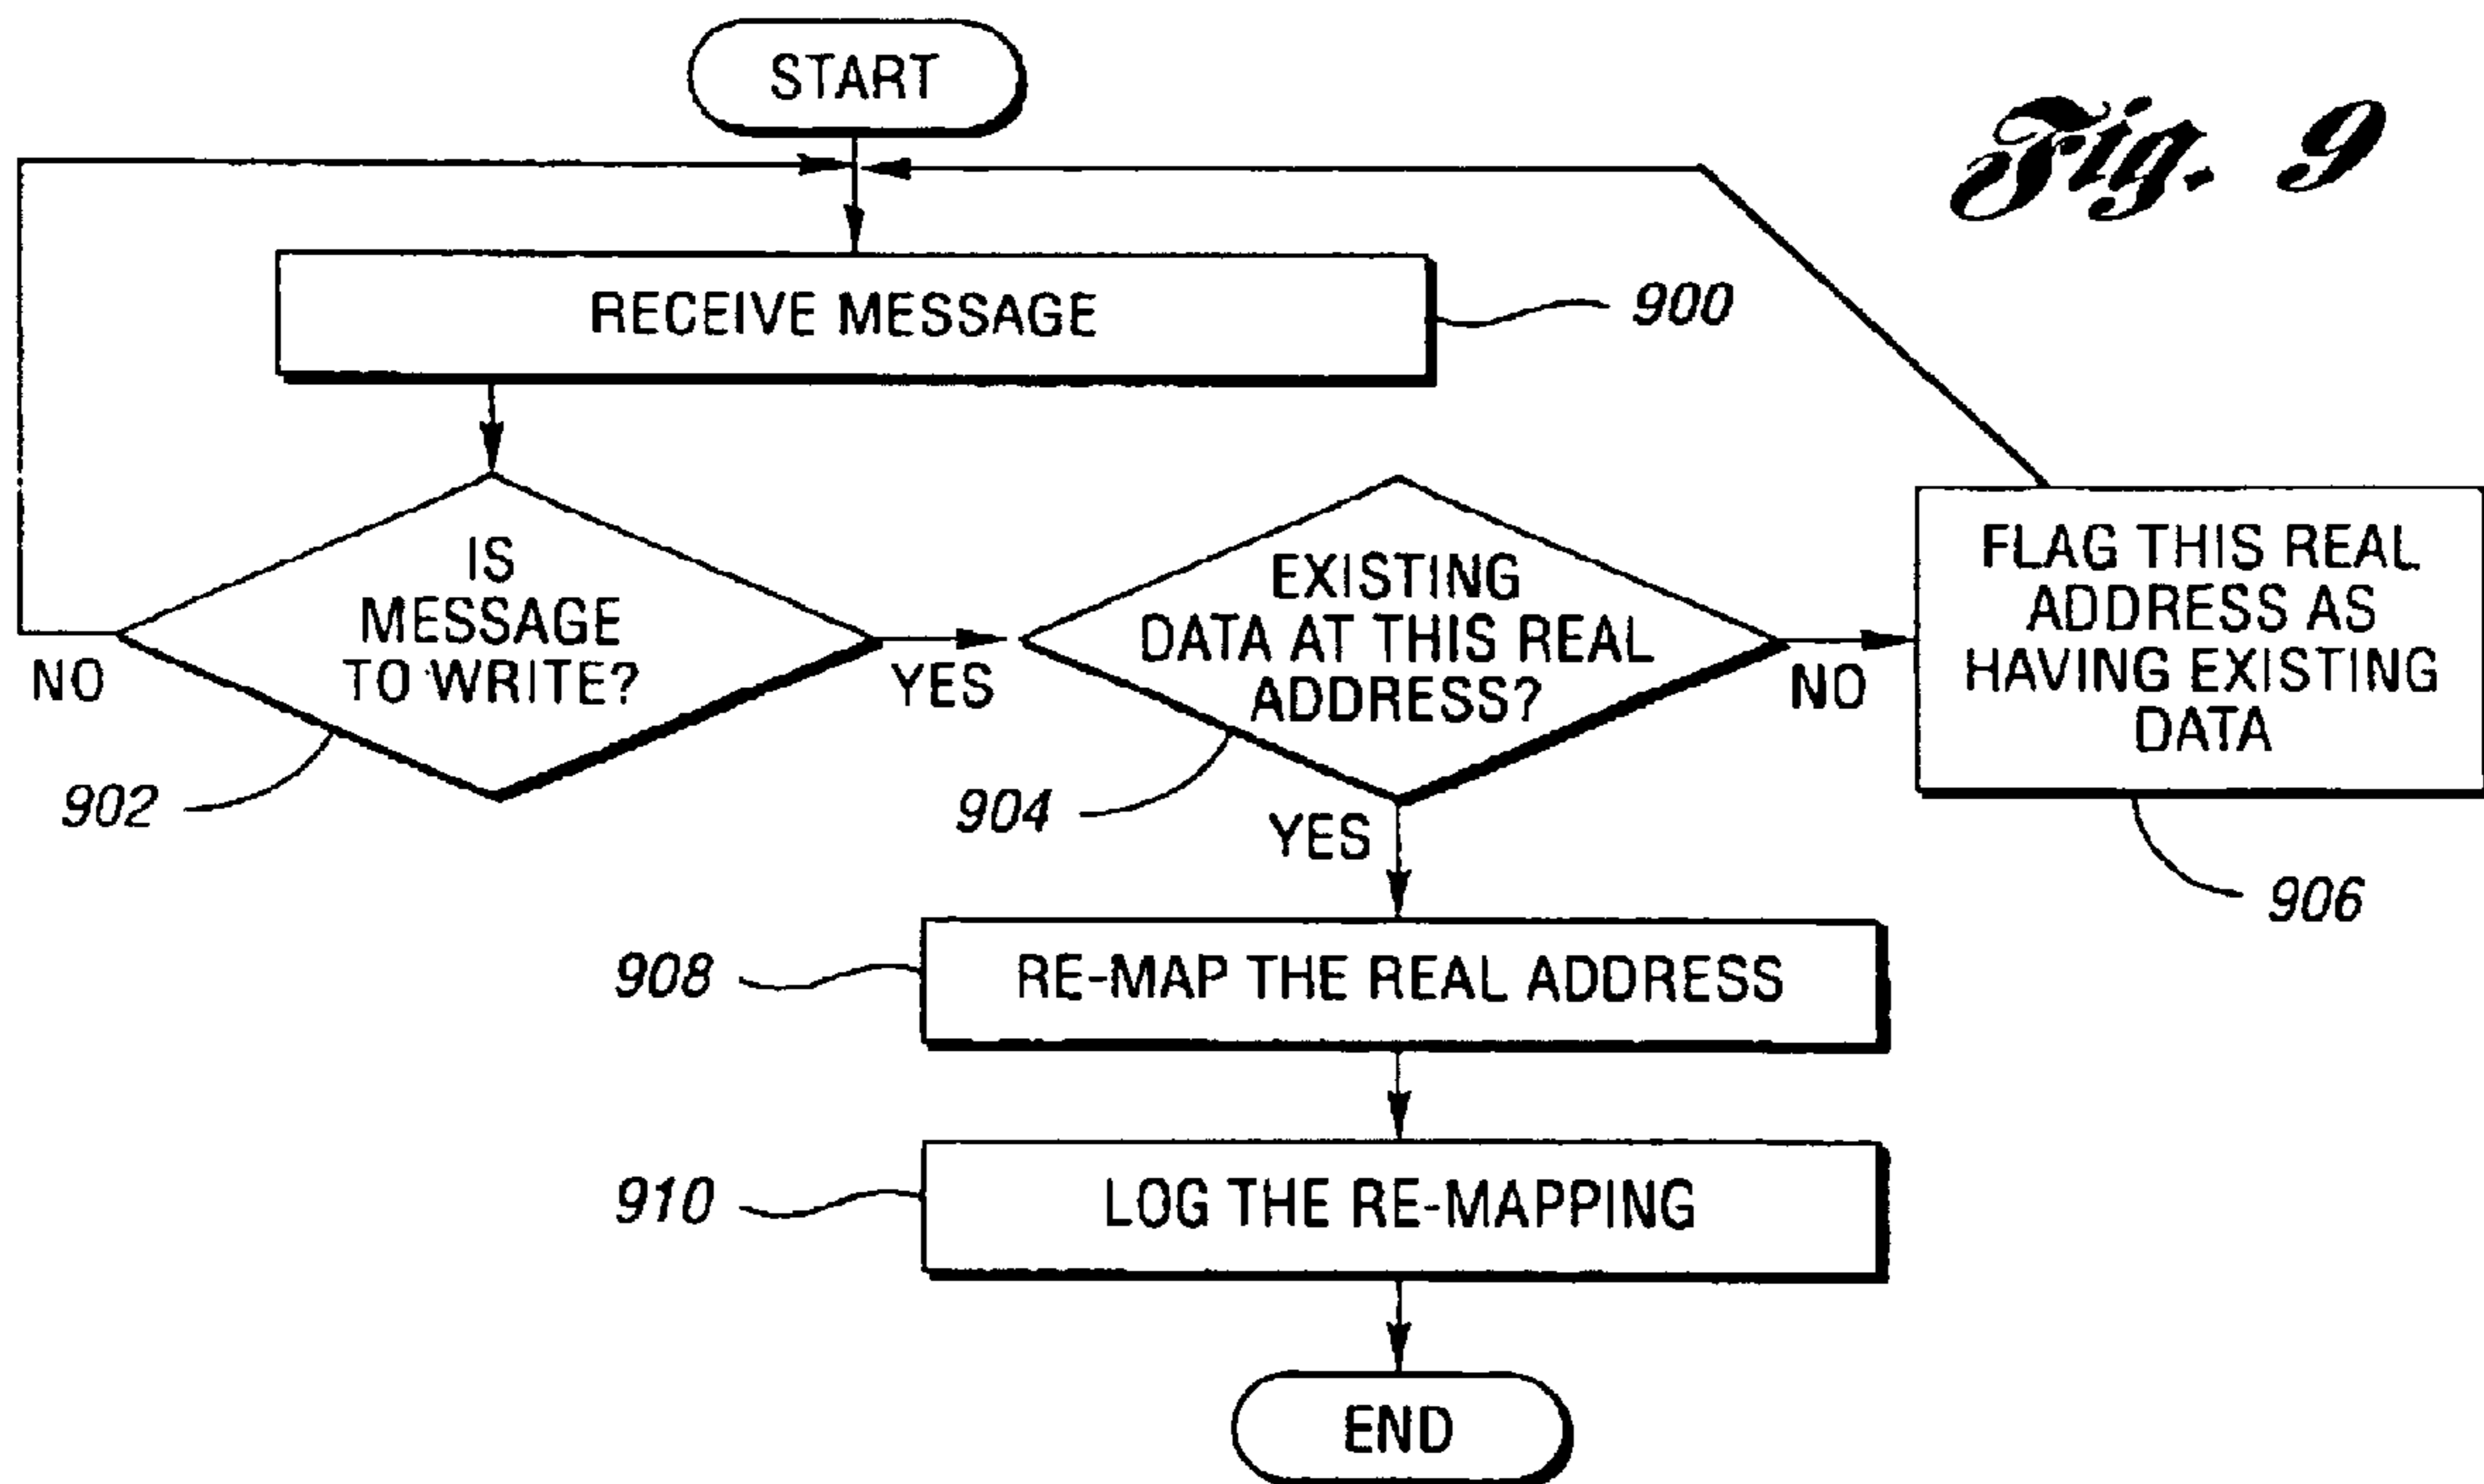 START
Fig. 9
RECEIVE MESSAGE
900
IS
MESSAGE
TO WRITE?
NO
YES
902
EXISTING
DATA AT THIS REAL
ADDRESS?
904
NO
YES
FLAG THIS REAL
ADDRESS AS
HAVING EXISTING
DATA
906
908
RE-MAP THE REAL ADDRESS
910
LOG THE RE-MAPPING
END